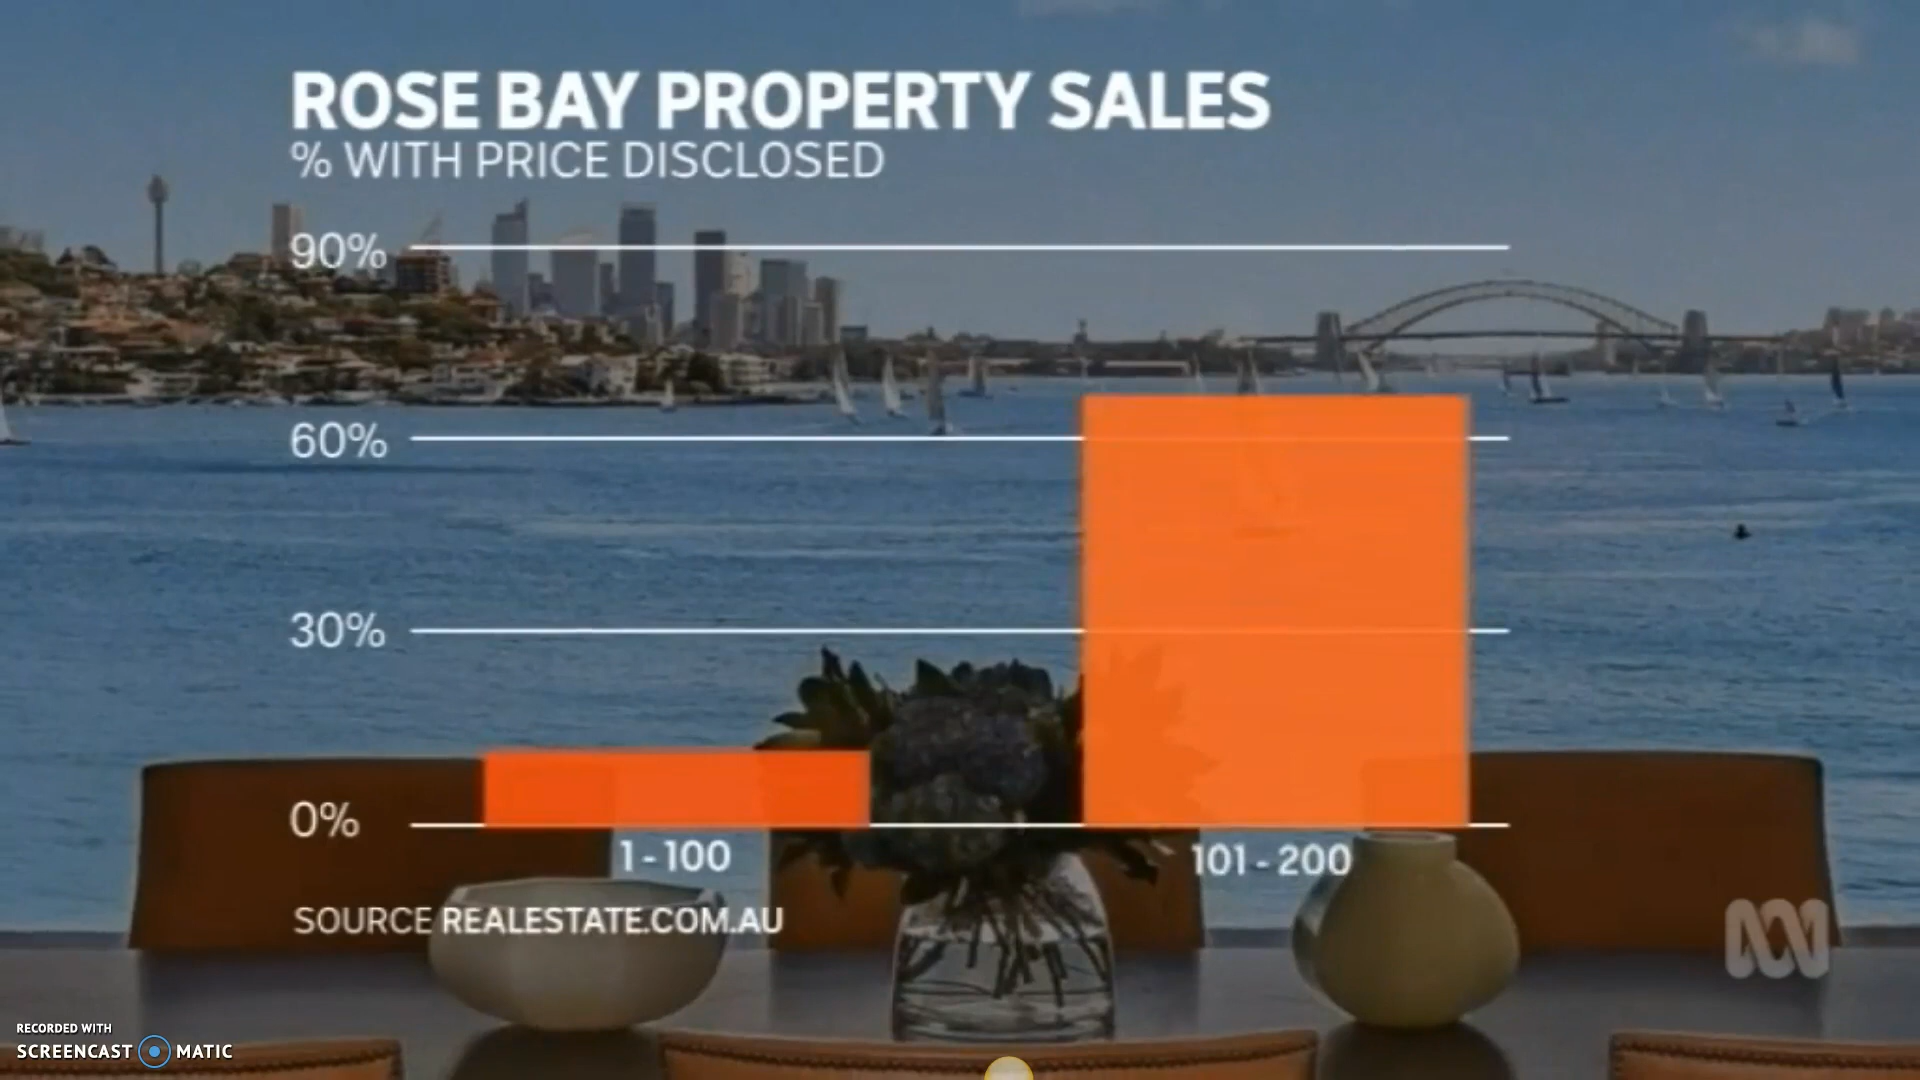 ROSE BAY PROPERTY SALES
% WITH PRICE DISCLOSED
90%
60%
30%
0%
1 - 100
101 - 200
SOURCE REALESTATE.COM.AU
RECORDED WITH
SCREENCAST MATIC